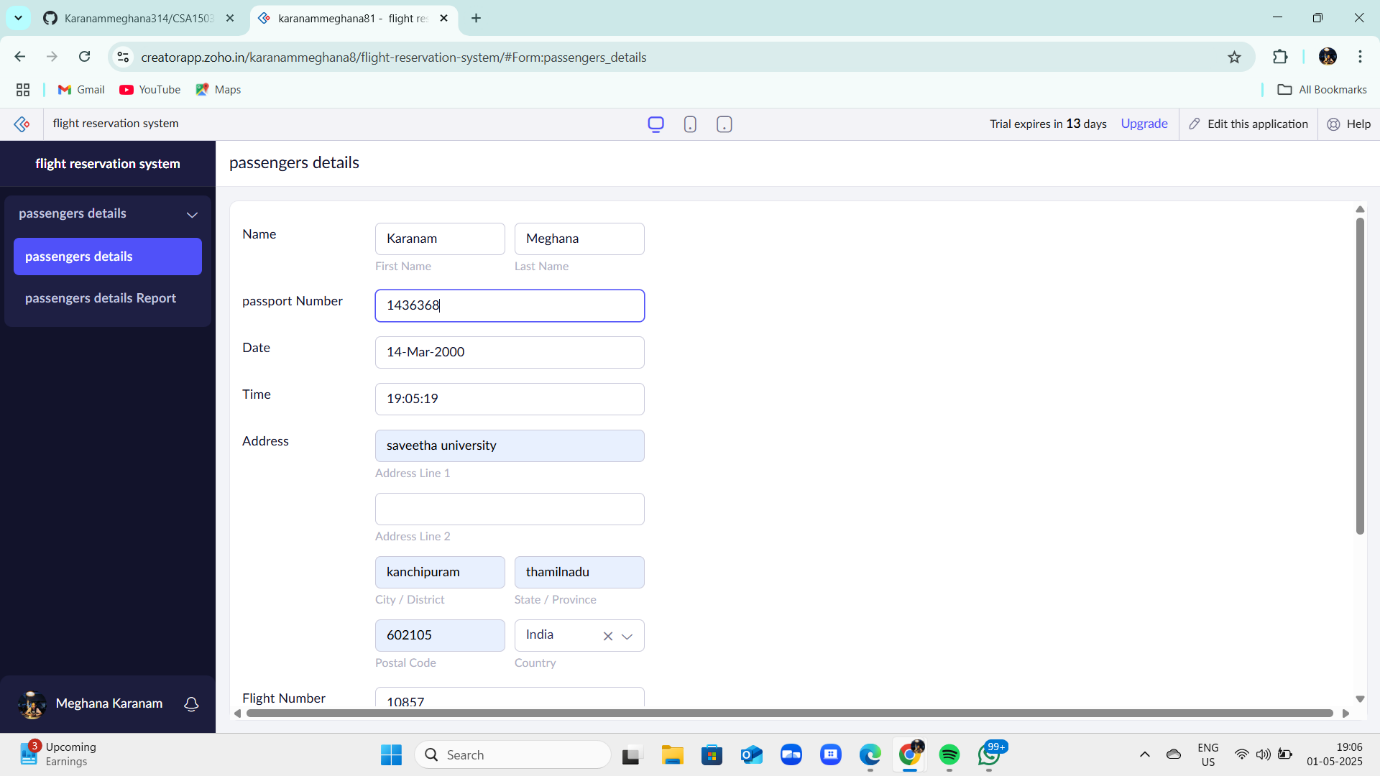 Karanammeghana314/CSA1503
karanammeghana81 - flight re
creatorapp.zoho.in/karanammeghana8/flight-reservation-system/#Form:passengers_details
Gmail YouTube Maps All Bookmarks
flight reservation system Trial expires in 13 days Upgrade Edit this application Help
flight reservation system
passengers details
passengers details
passengers details Report
Meghana Karanam
passengers details
Name Karanam Meghana
First Name Last Name
passport Number 1436368
Date 14-Mar-2000
Time 19:05:19
Address saveetha university
Address Line 1
Address Line 2
kanchipuram thamilnadu
City / District State / Province
602105 India
Postal Code Country
Flight Number 10857
3 Upcoming
Earnings
Search
99+
ENG
US
19:06
01-05-2025